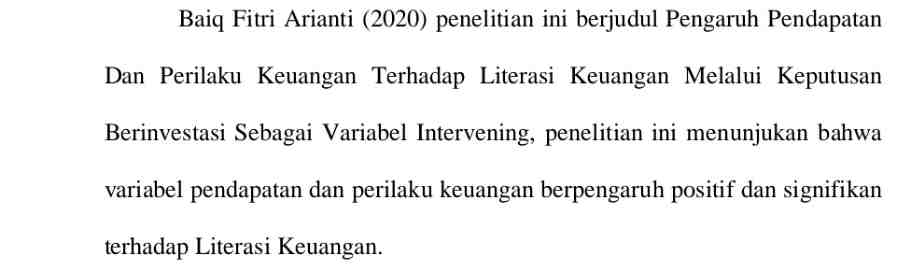 Baiq Fitri Arianti (2020) penelitian ini berjudul Pengaruh Pendapatan
Dan Perilaku Keuangan Terhadap Literasi Keuangan Melalui Keputusan
Berinvestasi Sebagai Variabel Intervening, penelitian ini menunjukan bahwa
variabel pendapatan dan perilaku keuangan berpengaruh positif dan signifikan
terhadap Literasi Keuangan.